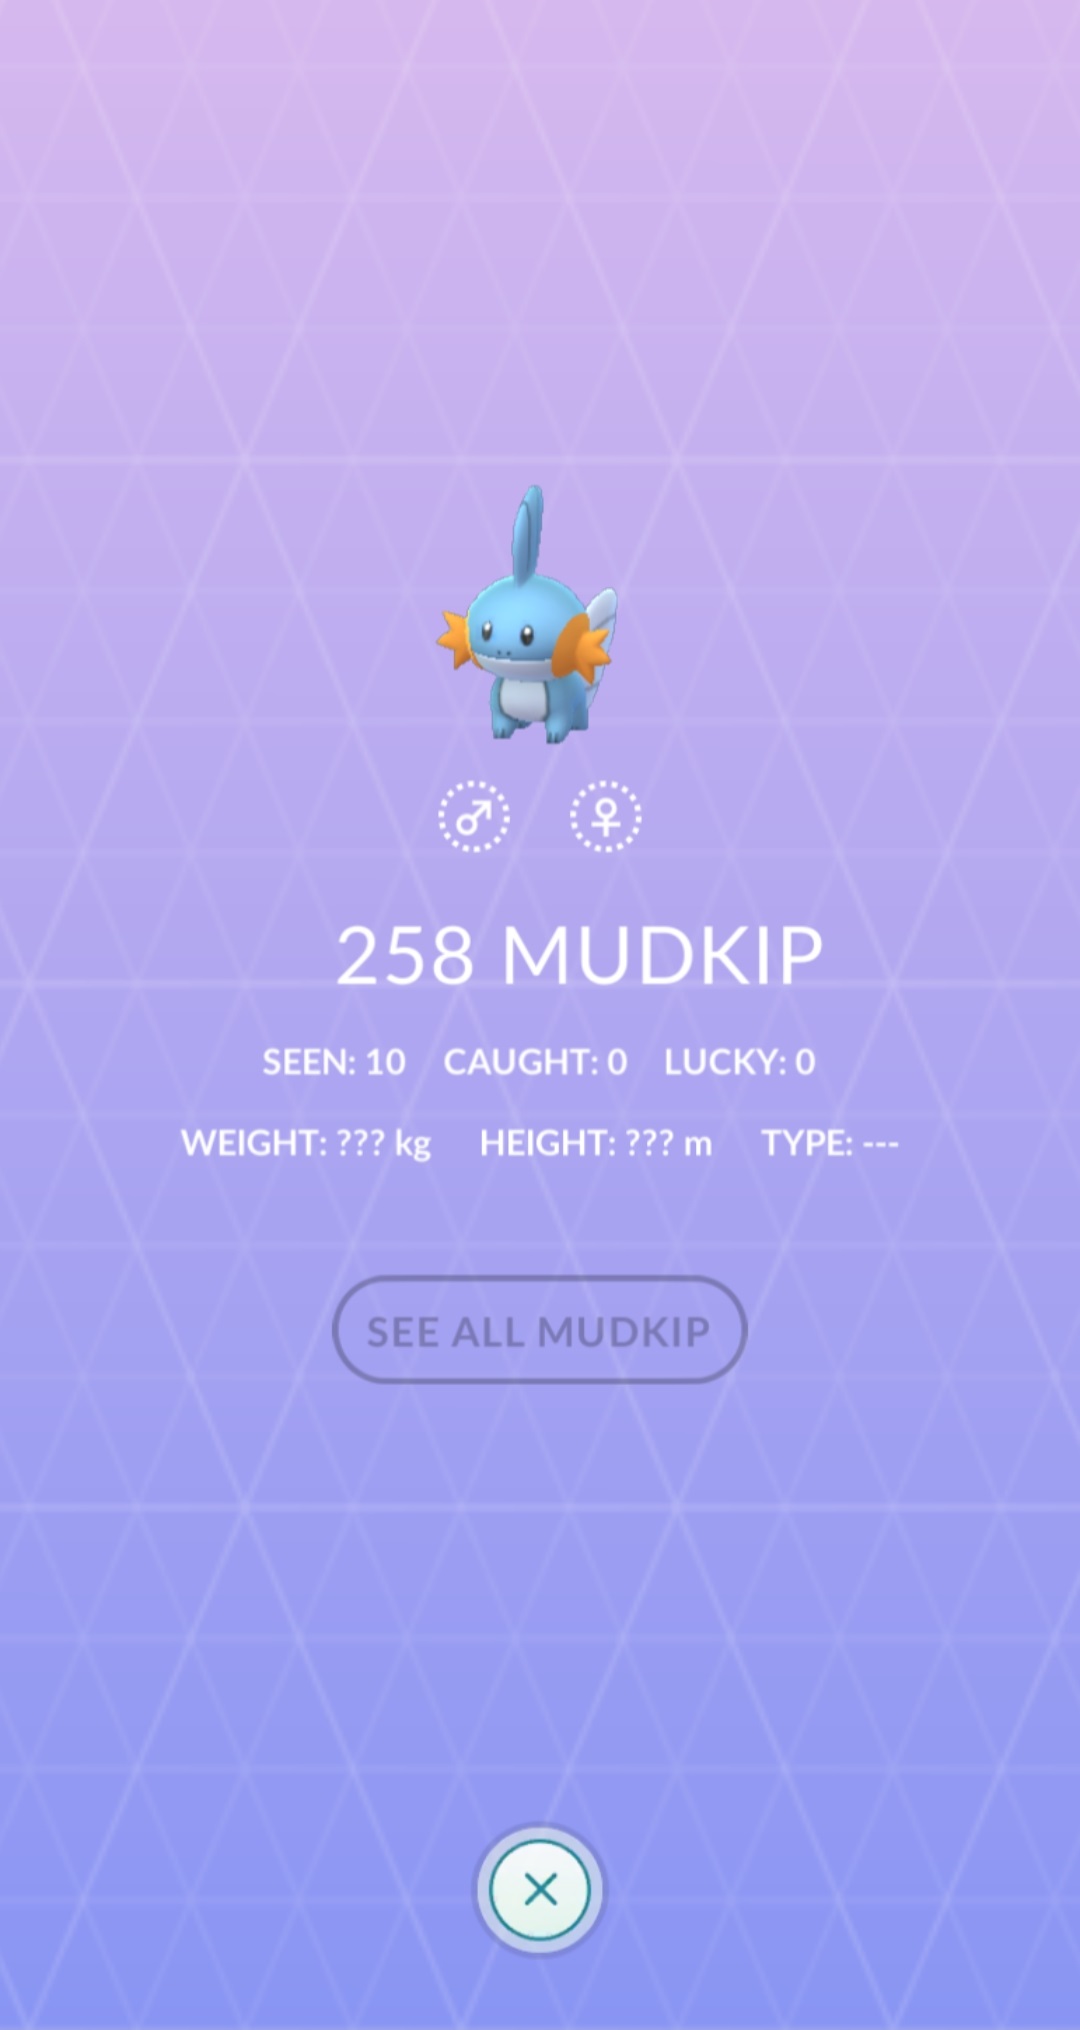 258 MUDKIP
SEEN: 10 CAUGHT: 0 LUCKY: 0
WEIGHT: ??? kg HEIGHT: ??? m TYPE: ---
SEE ALL MUDKIP